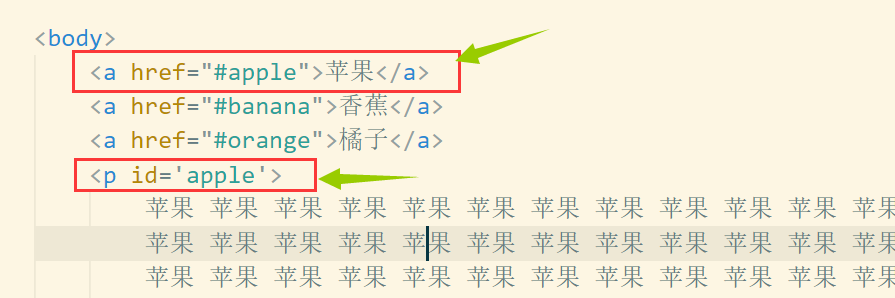 <body>
<a href="#apple">苹果</a>
<a href="#banana">香蕉</a>
<a href="#orange">橘子</a>
<p id='apple'>
苹果 苹果 苹果 苹果 苹果 苹果 苹果 苹果 苹果 苹果 苹果 苹果
苹果 苹果 苹果 苹果 苹果 苹果 苹果 苹果 苹果 苹果 苹果 苹果
苹果 苹果 苹果 苹果 苹果 苹果 苹果 苹果 苹果 苹果 苹果 苹果